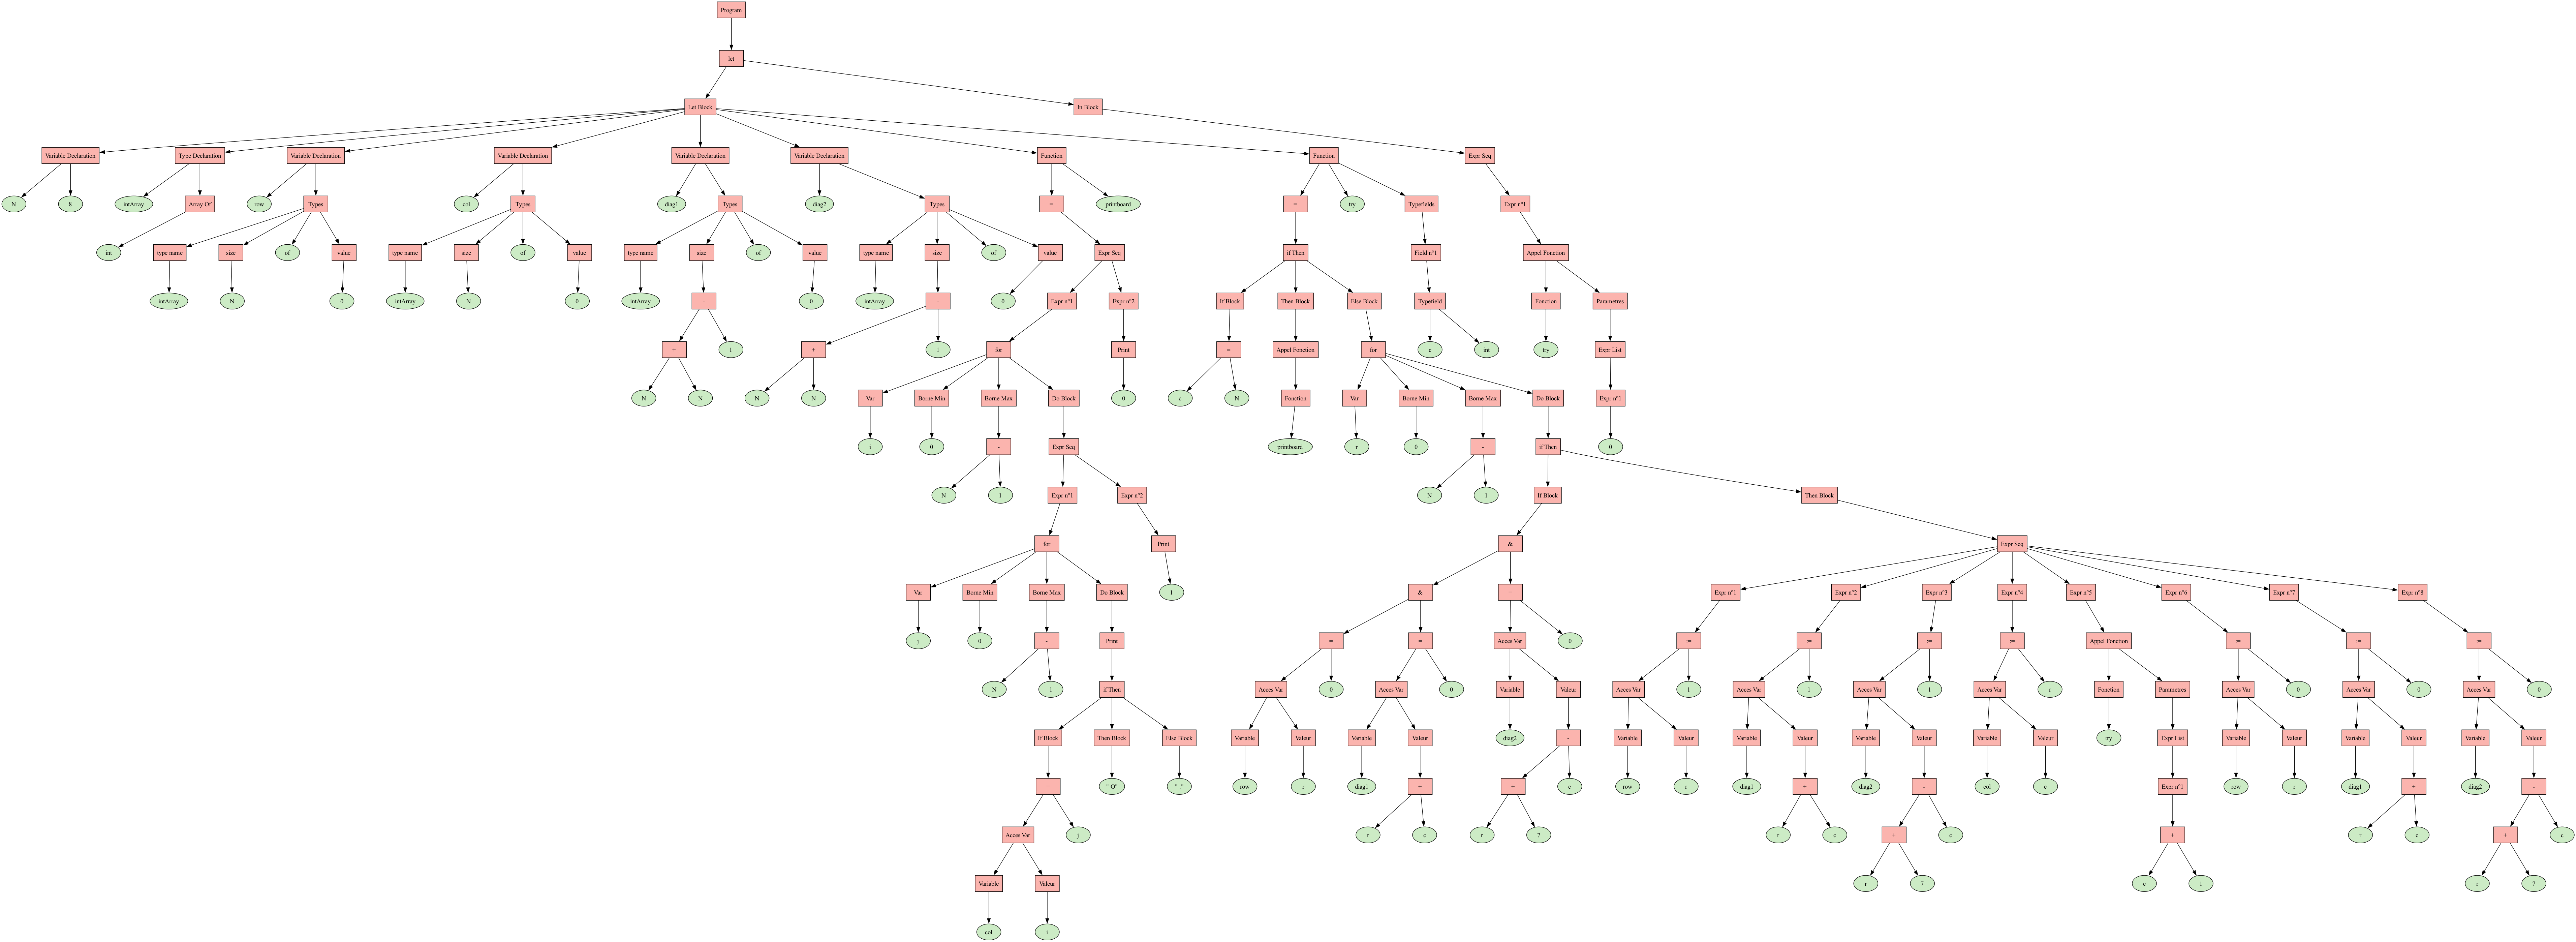 Program
let
Let Block In Block
Variable Declaration Type Declaration Variable Declaration Variable Declaration Variable Declaration Variable Declaration Function Function Expr Seq
N 8 intArray Array Of row Types col Types diag1 Types diag2 Types = printboard = try Typefields Expr n°1
int type name size of value type name size of value type name size of value type name size of value Expr Seq if Then Field n°1 Appel Fonction
intArray N 0 intArray N 0 intArray - 0 intArray - 0 Expr n°1 Expr n°2 If Block Then Block Else Block Typefield Fonction Parametres
+ 1 + 1 for Print = Appel Fonction for c int try Expr List
N N N N Var Borne Min Borne Max Do Block 0 c N Fonction Var Borne Min Borne Max Do Block Expr n°1
i 0 - Expr Seq printboard r 0 - if Then 0
N 1 Expr n°1 Expr n°2 N 1 If Block Then Block
for Print & Expr Seq
Var Borne Min Borne Max Do Block 1 & = Expr n°1 Expr n°2 Expr n°3 Expr n°4 Expr n°5 Expr n°6 Expr n°7 Expr n°8
j 0 - Print = = Acces Var 0 := := := := Appel Fonction := := :=
N 1 if Then Acces Var 0 Acces Var 0 Variable Valeur Acces Var 1 Acces Var 1 Acces Var 1 Acces Var r Fonction Parametres Acces Var 0 Acces Var 0 Acces Var 0
If Block Then Block Else Block Variable Valeur Variable Valeur diag2 - Variable Valeur Variable Valeur Variable Valeur Variable Valeur try Expr List Variable Valeur Variable Valeur Variable Valeur
= " O" " ." row r diag1 + + c row r diag1 + diag2 - col c Expr n°1 row r diag1 + diag2 -
Acces Var j r c r 7 r c + c + r c + c
Variable Valeur r 7 c 1 r 7
col i